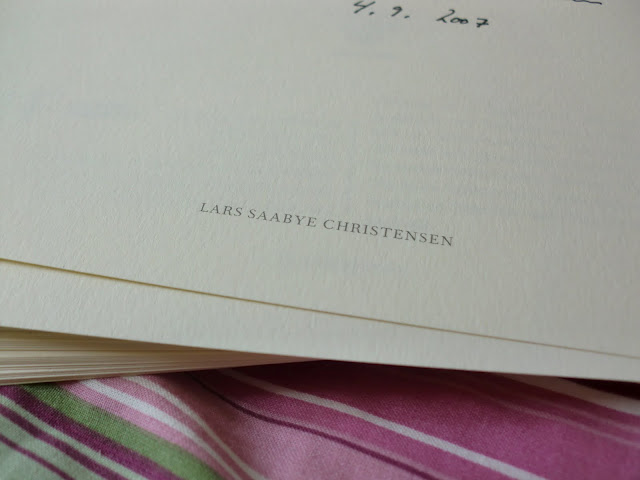 4. 9. 2007
LARS SAABYE CHRISTENSEN